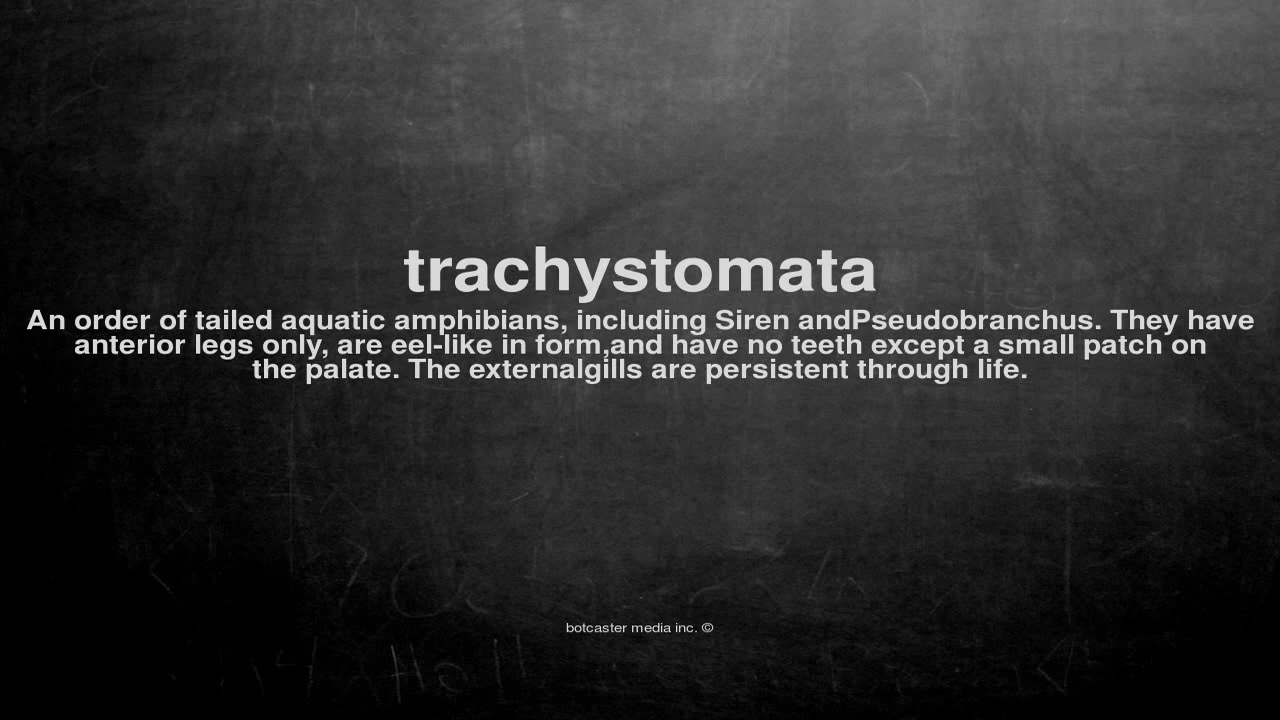 trachystomata
An order of tailed aquatic amphibians, including Siren andPseudobranchus. They have
anterior legs only, are eel-like in form,and have no teeth except a small patch on
the palate. The externalgills are persistent through life.
botcaster media inc. ©